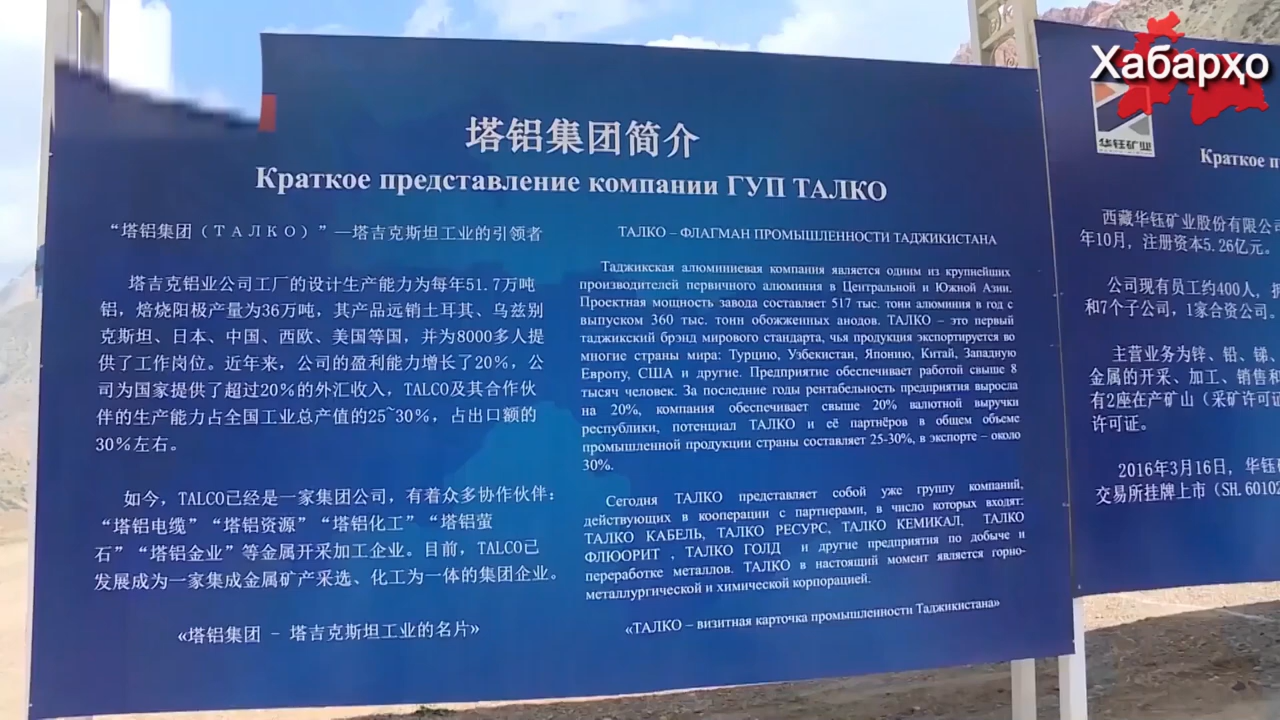 Хабарҳо
塔铝集团简介
Краткое представление компании ГУП ТАЛКО
“塔铝集团（ТАЛКО）”—塔吉克斯坦工业的引领者
塔吉克铝业公司工厂的设计生产能力为每年51.7万吨
铝，焙烧阳极产量为36万吨，其产品远销土耳其、乌兹别
克斯坦、日本、中国、西欧、美国等国，并为8000多人提
供了工作岗位。近年来，公司的盈利能力增长了20%，公
司为国家提供了超过20%的外汇收入，TALCO及其合作伙
伴的生产能力占全国工业总产值的25~30%，占出口额的
30%左右。
如今，TALCO已经是一家集团公司，有着众多协作伙伴：
“塔铝电缆”“塔铝资源”“塔铝化工”“塔铝萤
石”“塔铝金业”等金属开采加工企业。目前，TALCO已
发展成为一家集成金属矿产采选、化工为一体的集团企业。
«塔铝集团 - 塔吉克斯坦工业的名片»
ТАЛКО – ФЛАГМАН ПРОМЫШЛЕННОСТИ ТАДЖИКИСТАНА
Таджикская алюминиевая компания является одним из крупнейших
производителей первичного алюминия в Центральной и Южной Азии.
Проектная мощность завода составляет 517 тыс. тонн алюминия в год с
выпуском 360 тыс. тонн обожженных анодов. ТАЛКО – это первый
таджикский брэнд мирового стандарта, чья продукция экспортируется во
многие страны мира: Турцию, Узбекистан, Японию, Китай, Западную
Европу, США и другие. Предприятие обеспечивает работой свыше 8
тысяч человек. За последние годы рентабельность предприятия выросла
на 20%, компания обеспечивает свыше 20% валютной выручки
республики, потенциал ТАЛКО и её партнёров в общем объеме
промышленной продукции страны составляет 25-30%, в экспорте – около
30%.
Сегодня ТАЛКО представляет собой уже группу компаний,
действующих в кооперации с партнерами, в число которых входят:
ТАЛКО КАБЕЛЬ, ТАЛКО РЕСУРС, ТАЛКО КЕМИКАЛ, ТАЛКО
ФЛЮОРИТ , ТАЛКО ГОЛД и другие предприятия по добыче и
переработке металлов. ТАЛКО в настоящий момент является горно-
металлургической и химической корпорацией.
«ТАЛКО – визитная карточка промышленности Таджикистана»
华钰矿业
Краткое п
西藏华钰矿业股份有限公司
年10月，注册资本5.26亿元。
公司现有员工约400人，拥
和7个子公司，1家合资公司。
主营业务为锌、铅、锑、
金属的开采、加工、销售和
有2座在产矿山（采矿许可证
许可证。
2016年3月16日，华钰矿
交易所挂牌上市（SH.60102